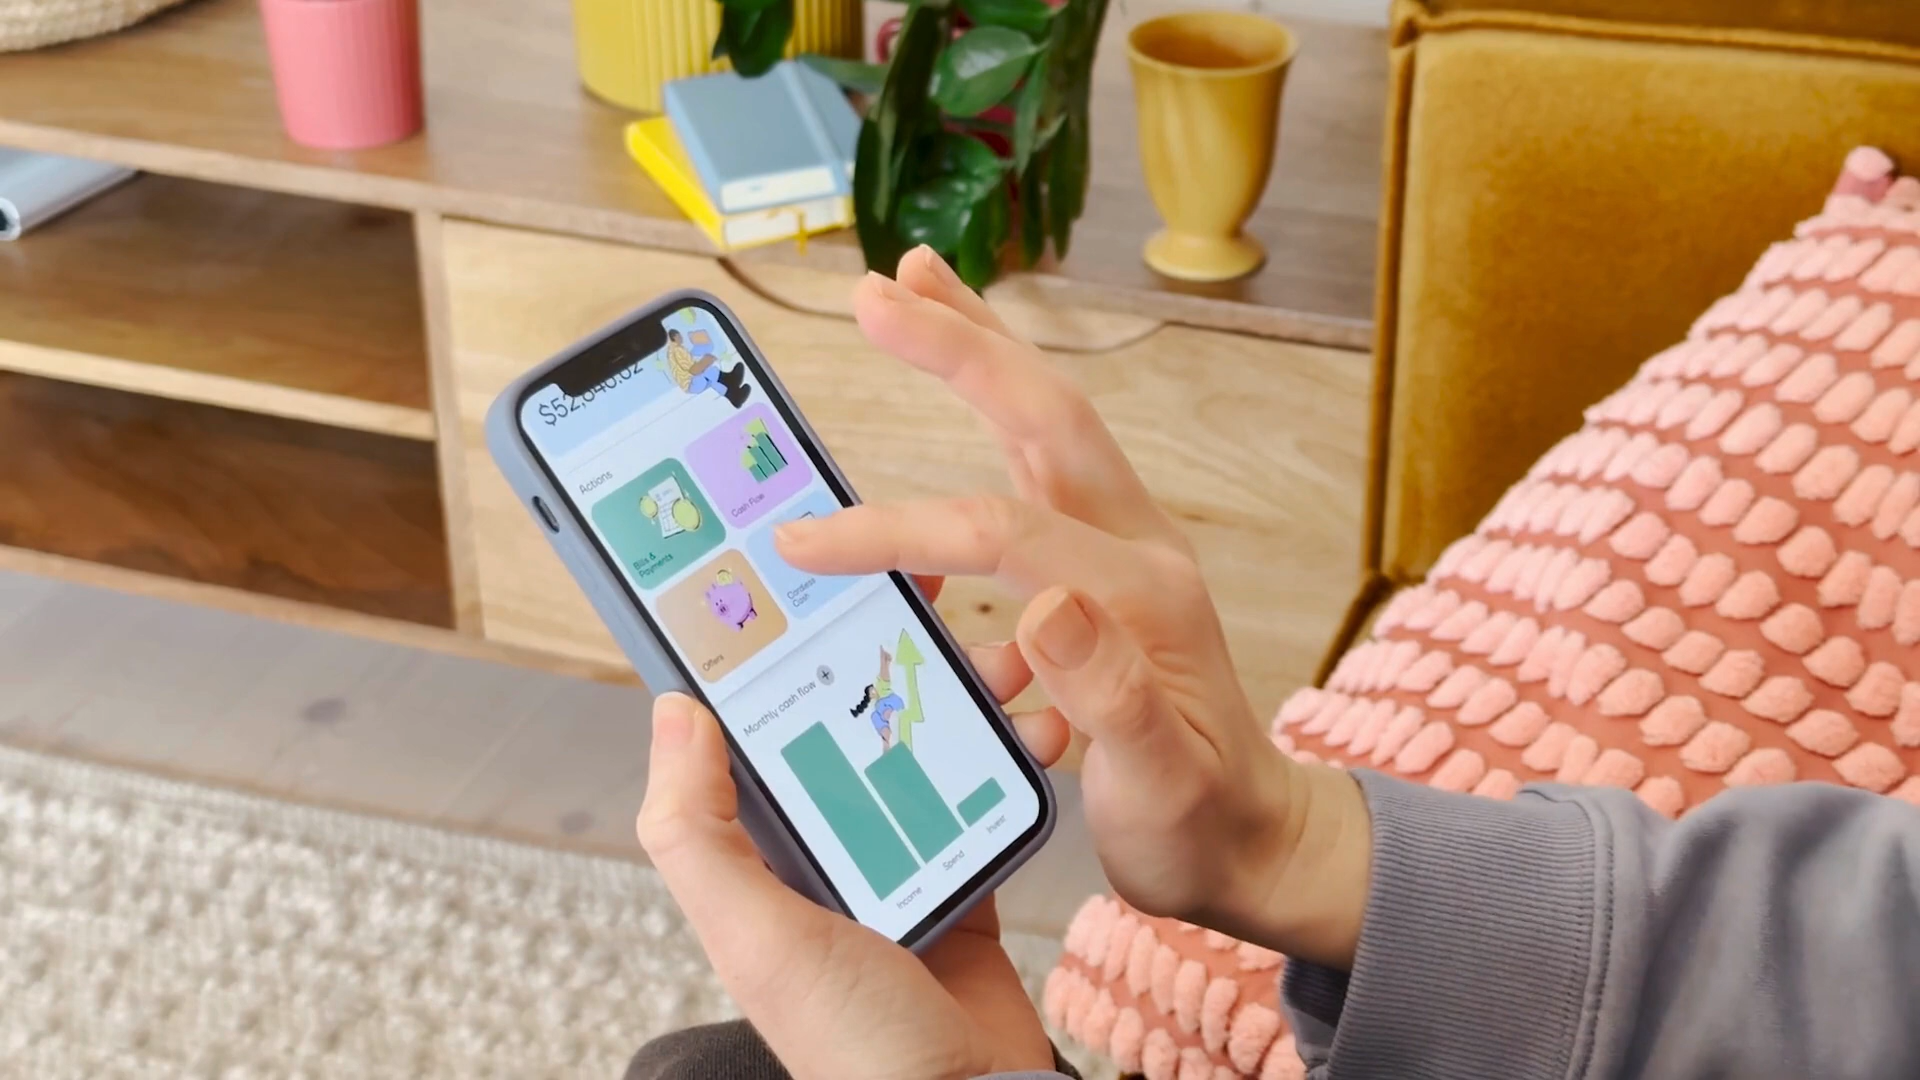 Actions
Bills &
Payments
Cash Flow
Offers
Cardless
Cash
Monthly cash flow +
Income
Spend
Invest